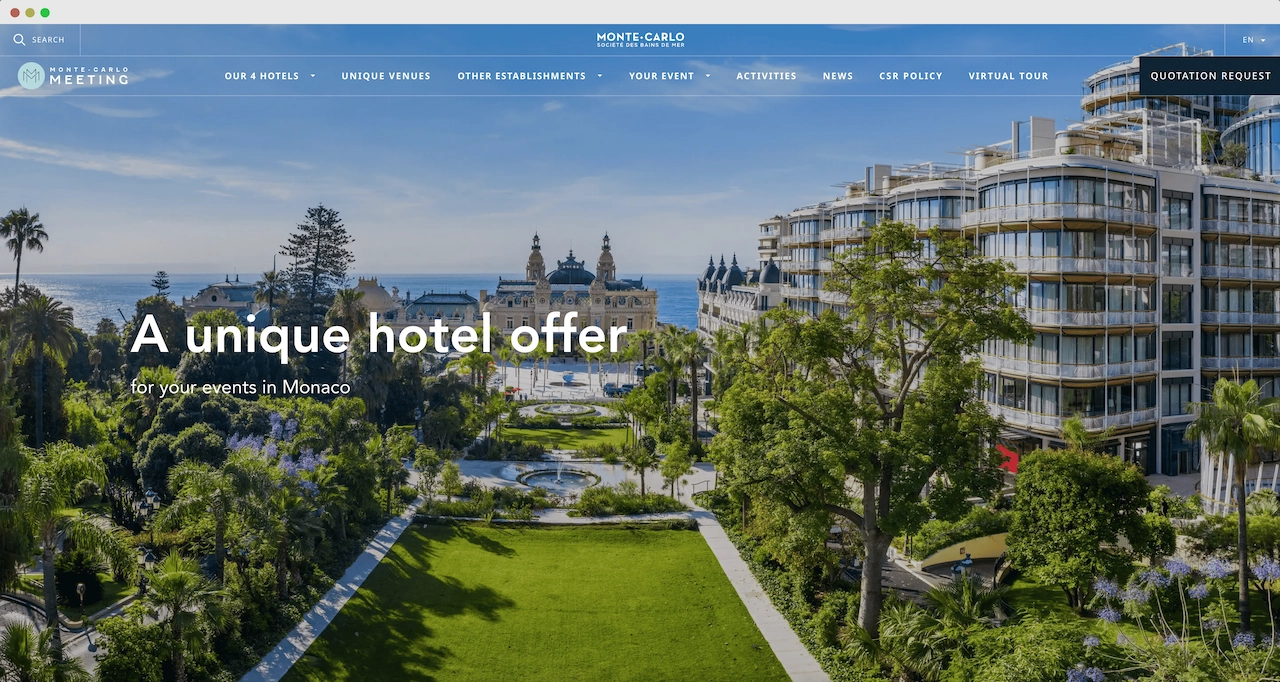 SEARCH
MONTE·CARLO
SOCIETE DES BAINS DE MER
EN
MONTE·CARLO
MEETING
OUR 4 HOTELS
UNIQUE VENUES
OTHER ESTABLISHMENTS
YOUR EVENT
ACTIVITIES
NEWS
CSR POLICY
VIRTUAL TOUR
QUOTATION REQUEST
A unique hotel offer
for your events in Monaco